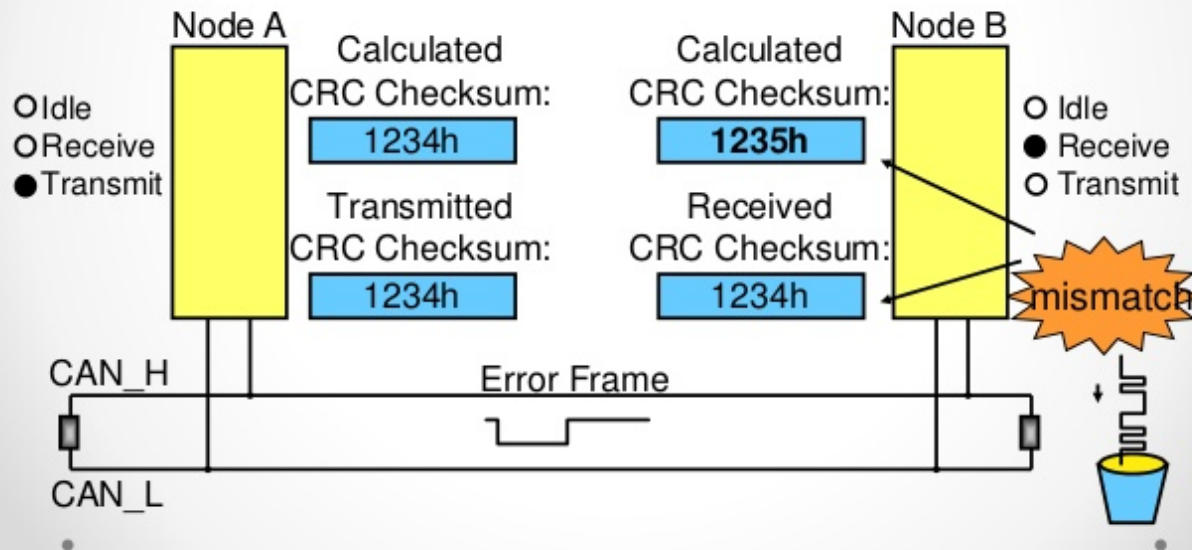 Node A
Calculated
CRC Checksum:
1234h
Transmitted
CRC Checksum:
1234h
Idle
Receive
Transmit
Calculated
CRC Checksum:
1235h
Received
CRC Checksum:
1234h
Node B
Idle
Receive
Transmit
mismatch
CAN_H
Error Frame
CAN_L